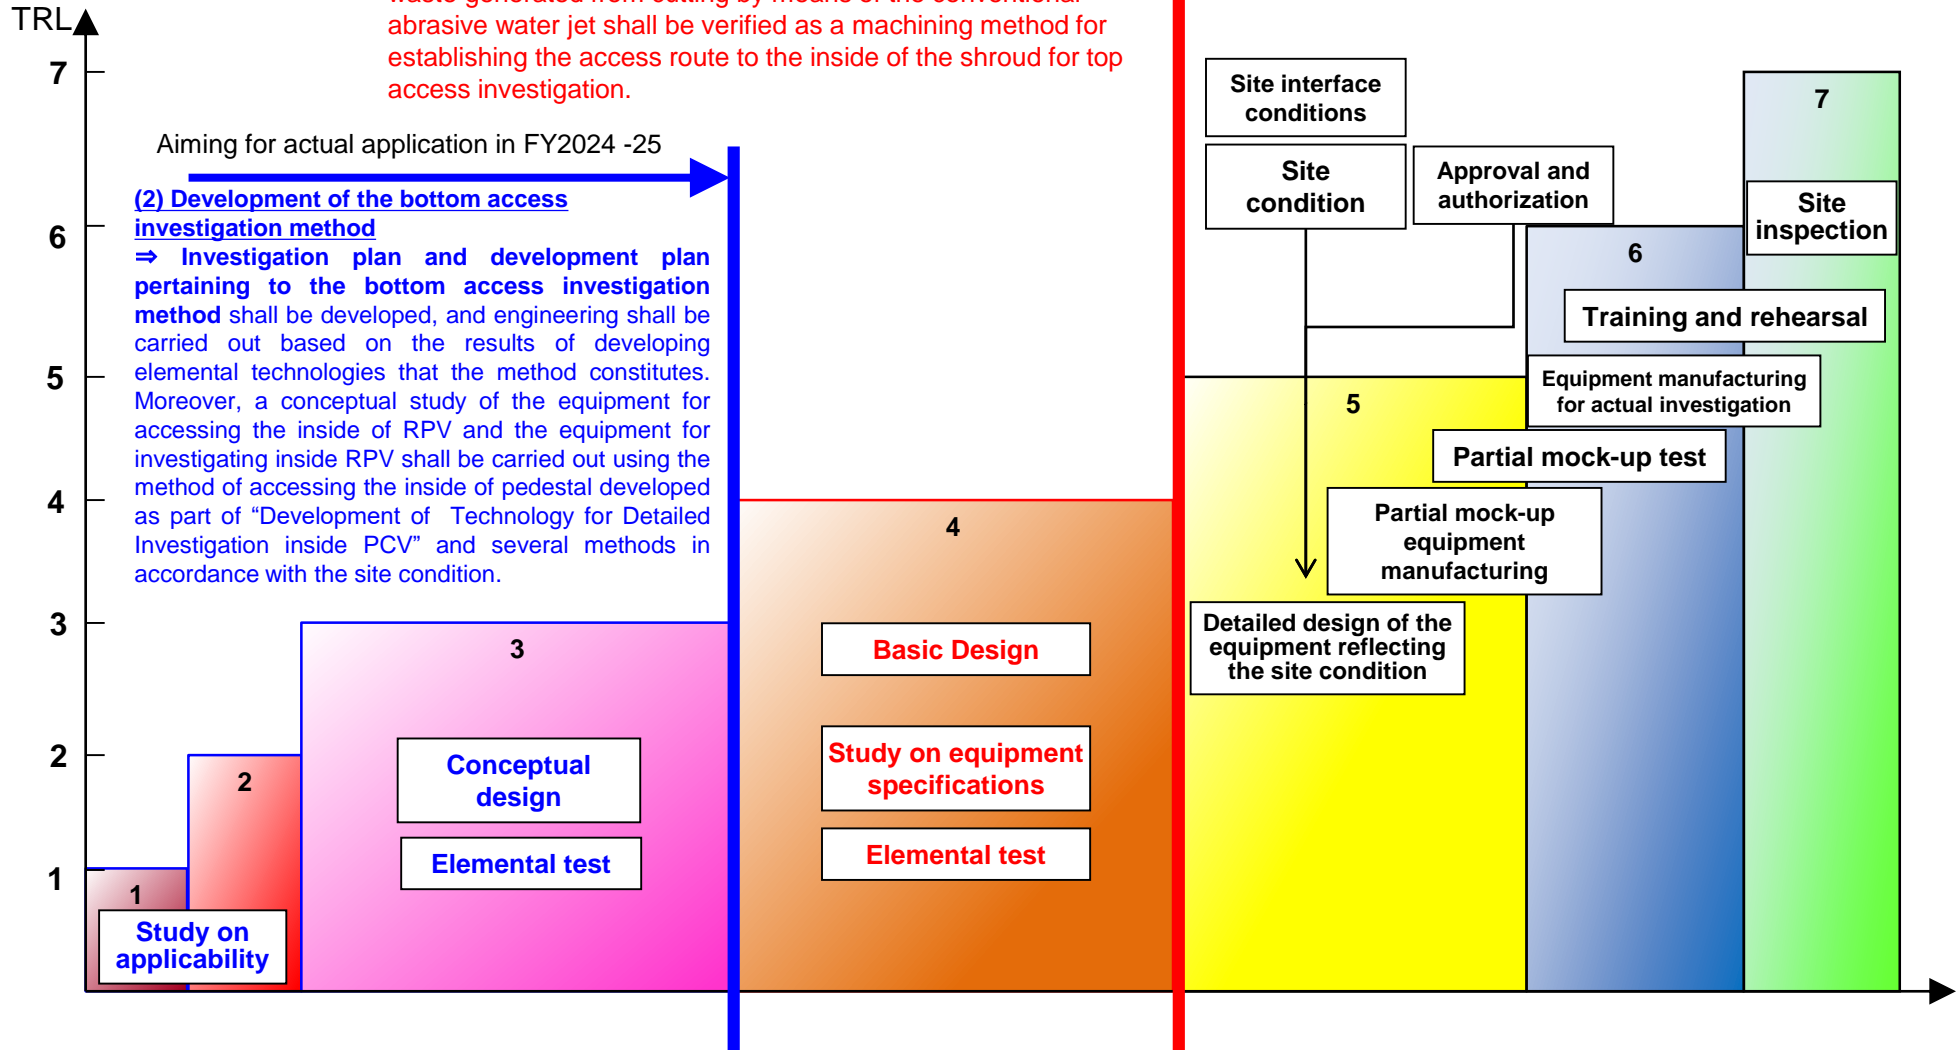 TRL
waste generated from cutting by means of the conventional
abrasive water jet shall be verified as a machining method for
establishing the access route to the inside of the shroud for top
access investigation.
7
6
5
4
3
2
1
Aiming for actual application in FY2024 -25
(2) Development of the bottom access
investigation method
⇒ Investigation plan and development plan
pertaining to the bottom access investigation
method shall be developed, and engineering shall be
carried out based on the results of developing
elemental technologies that the method constitutes.
Moreover, a conceptual study of the equipment for
accessing the inside of RPV and the equipment for
investigating inside RPV shall be carried out using the
method of accessing the inside of pedestal developed
as part of “Development of Technology for Detailed
Investigation inside PCV” and several methods in
accordance with the site condition.
1
Study on
applicability
2
3
Conceptual
design
Elemental test
4
Basic Design
Study on equipment
specifications
Elemental test
Site interface
conditions
Site
condition
Approval and
authorization
5
Detailed design of the
equipment reflecting
the site condition
Partial mock-up
equipment
manufacturing
Partial mock-up test
Equipment manufacturing
for actual investigation
6
Training and rehearsal
7
Site
inspection